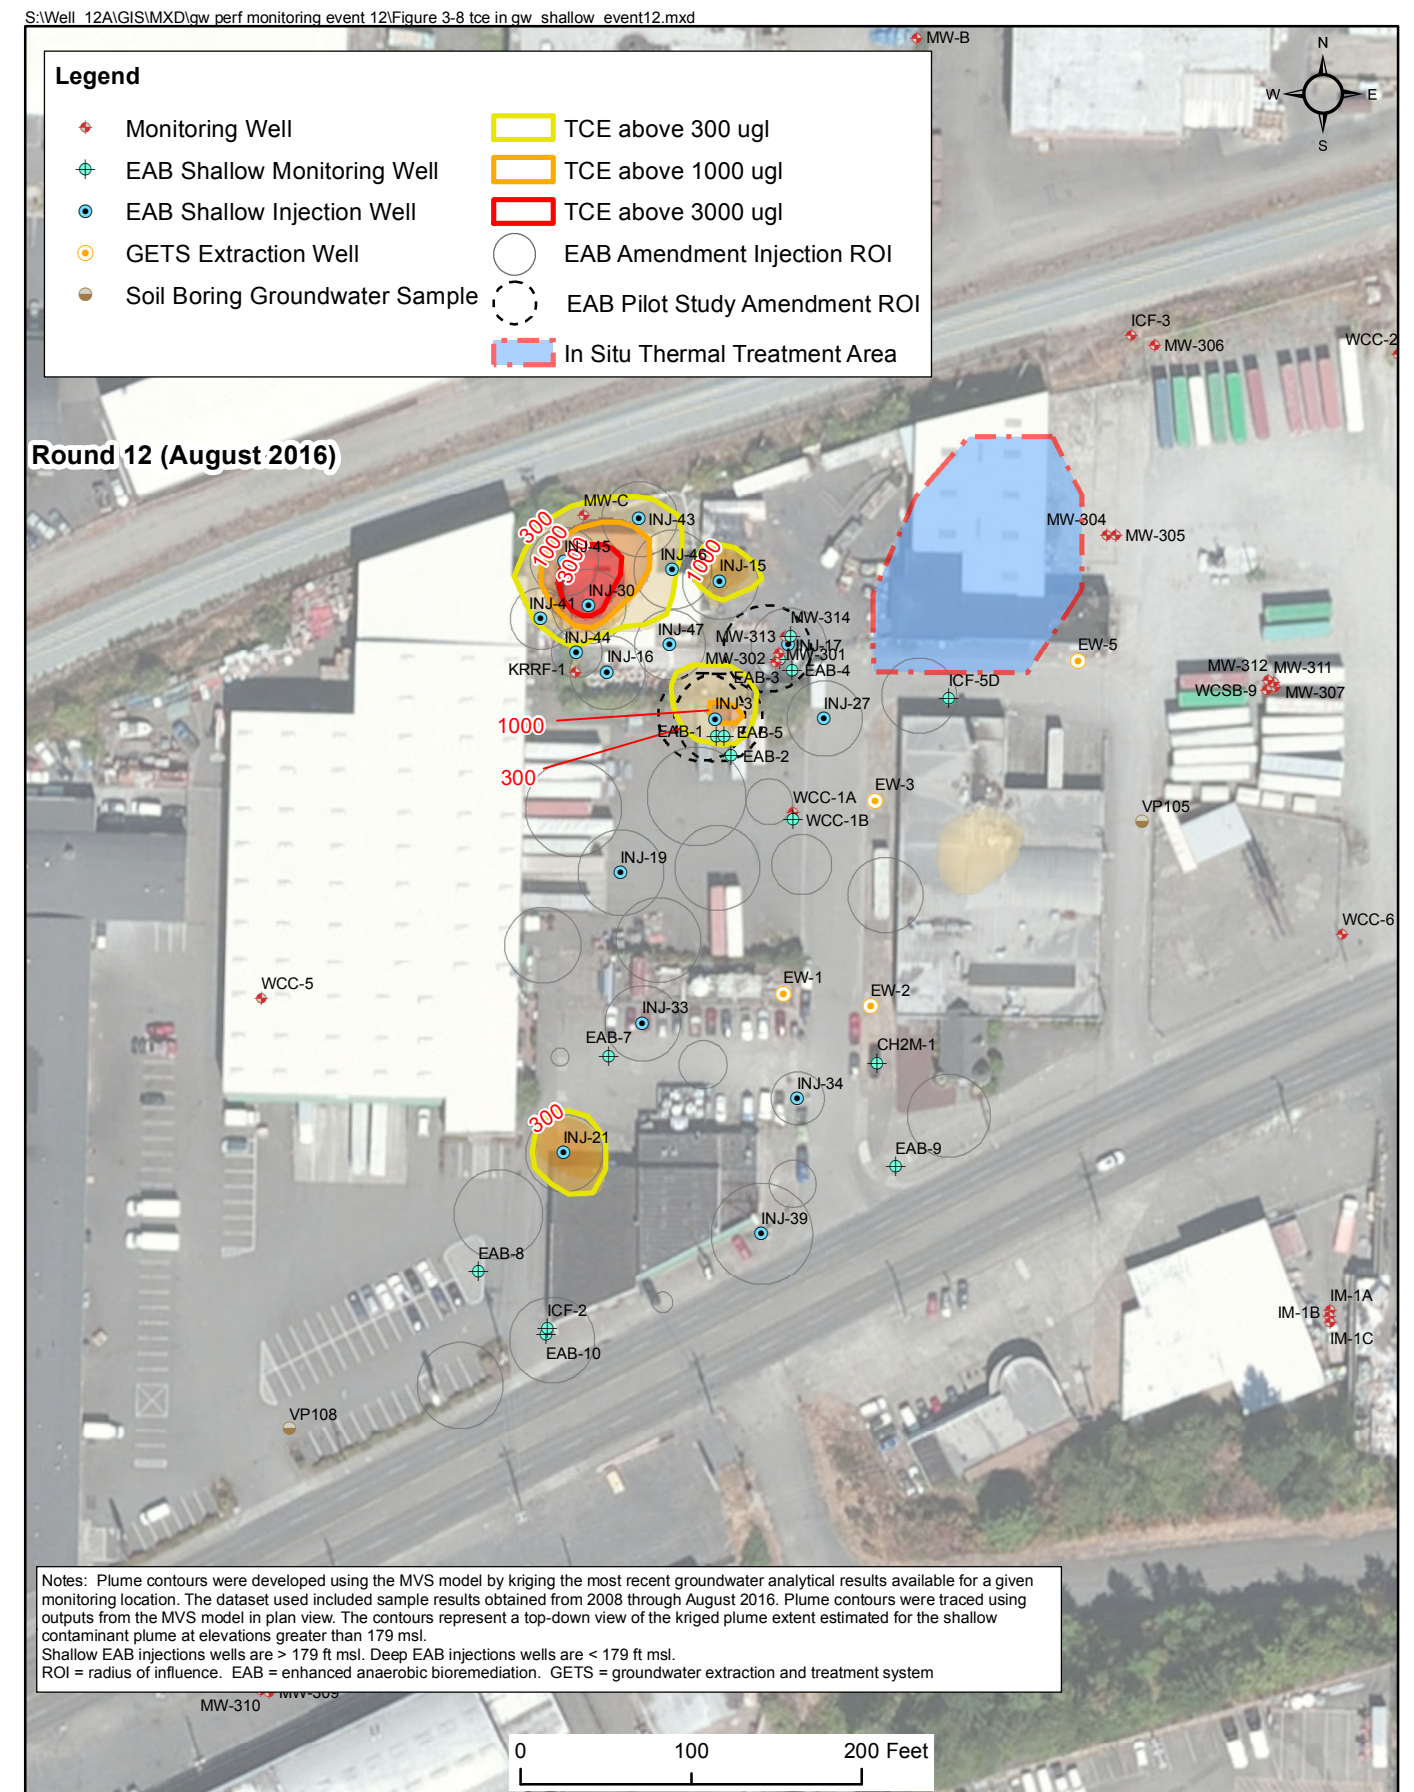 S:\Well_12A\GIS\MXD\gw perf monitoring event 12\Figure 3-8 tce in gw_shallow_event12.mxd
MW-B
Legend
Monitoring Well
EAB Shallow Monitoring Well
EAB Shallow Injection Well
GETS Extraction Well
Soil Boring Groundwater Sample
TCE above 300 ugl
TCE above 1000 ugl
TCE above 3000 ugl
EAB Amendment Injection ROI
EAB Pilot Study Amendment ROI
In Situ Thermal Treatment Area
N
W
E
S
ICF-3
MW-306
WCC-2
Round 12 (August 2016)
MW-C
300
INJ-43
1000
INJ-45
3000
INJ-46
1000
INJ-15
MW-304
MW-305
INJ-30
INJ-41
MW-314
INJ-47
MW-313
INJ-17
INJ-44
MW-302
MW-301
KRRF-1
INJ-16
EAB-3
EAB-4
EW-5
ICF-5D
MW-312
MW-311
WCSB-9
MW-307
INJ-3
INJ-27
1000
EAB-1
EAB-5
EAB-2
300
EW-3
WCC-1A
WCC-1B
VP105
INJ-19
WCC-6
WCC-5
EW-1
EW-2
INJ-33
EAB-7
CH2M-1
INJ-34
300
INJ-21
EAB-9
INJ-39
EAB-8
ICF-2
EAB-10
IM-1A
IM-1B
IM-1C
VP108
Notes: Plume contours were developed using the MVS model by kriging the most recent groundwater analytical results available for a given
monitoring location. The dataset used included sample results obtained from 2008 through August 2016. Plume contours were traced using
outputs from the MVS model in plan view. The contours represent a top-down view of the kriged plume extent estimated for the shallow
contaminant plume at elevations greater than 179 msl.
Shallow EAB injections wells are > 179 ft msl. Deep EAB injections wells are < 179 ft msl.
ROI = radius of influence. EAB = enhanced anaerobic bioremediation. GETS = groundwater extraction and treatment system
MW-309
MW-310
0 100 200 Feet